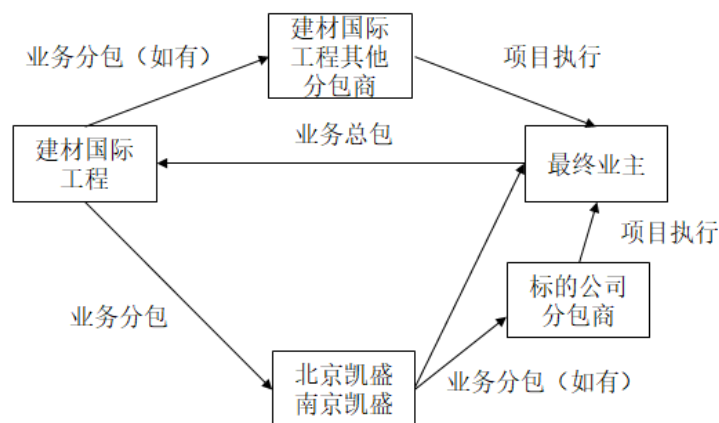 建材国际
工程其他
分包商
业务分包（如有）
项目执行
业务总包
建材国际
工程
最终业主
项目执行
标的公司
分包商
业务分包
北京凯盛
南京凯盛
业务分包（如有）